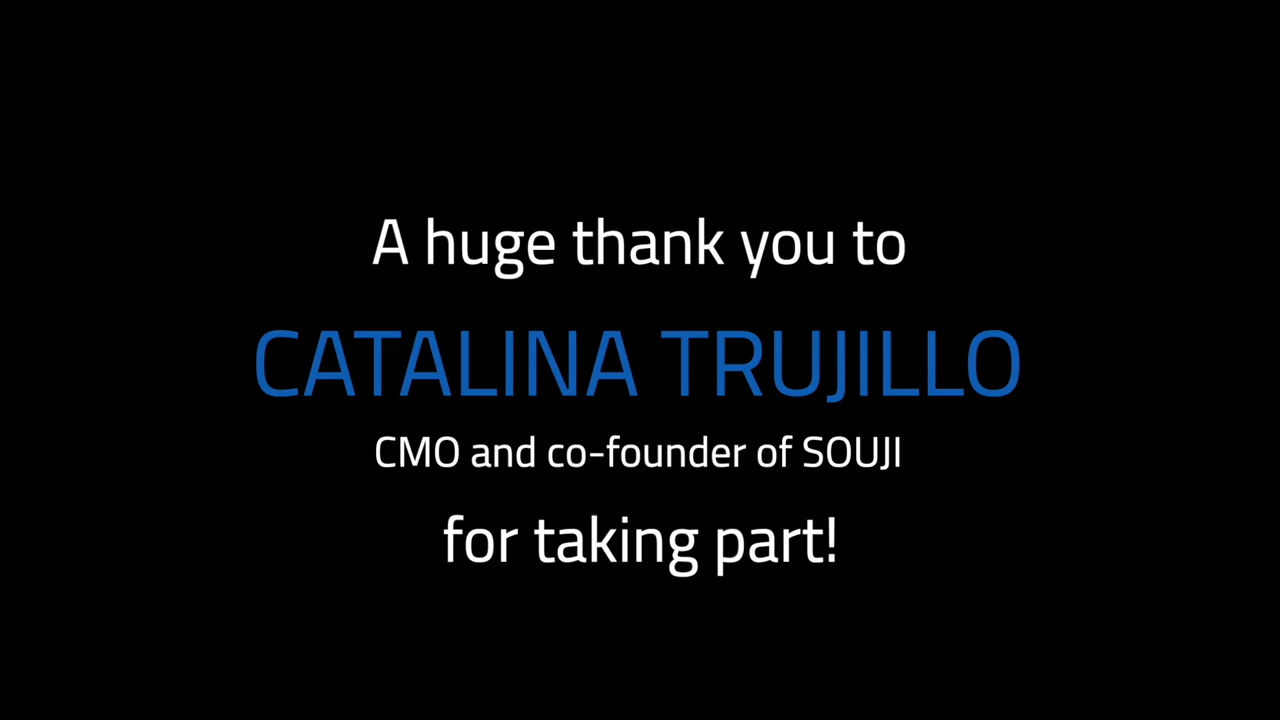 A huge thank you to
CATALINA TRUJILLO
CMO and co-founder of SOUJI
for taking part!